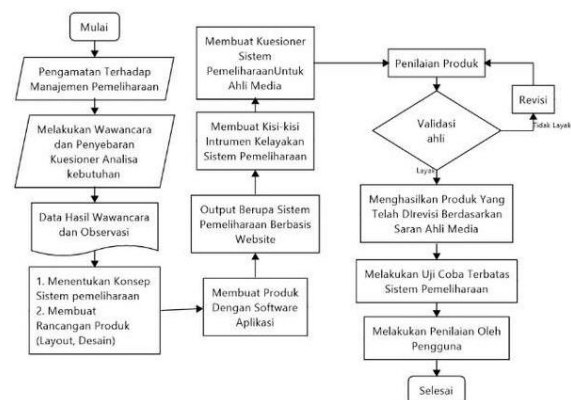 Mulai
Pengamatan Terhadap
Manajemen Pemeliharaan
Melakukan Wawancara
dan Penyebaran
Kuesioner Analisa
kebutuhan
Data Hasil Wawancara
dan Observasi
1. Menentukan Konsep
Sistem pemeliharaan
2. Membuat
Rancangan Produk
(Layout, Desain)
Membuat Produk
Dengan Software
Aplikasi
Output Berupa Sistem
Pemeliharaan Berbasis
Website
Membuat Kisi-kisi
Intrumen Kelayakan
Sistem Pemeliharaan
Membuat Kuesioner
Sistem
PemeliharaanUntuk
Ahli Media
Penilaian Produk
Validasi
ahli
Tidak Layak
Revisi
Layak
Menghasilkan Produk Yang
Telah DIrevisi Berdasarkan
Saran Ahli Media
Melakukan Uji Coba Terbatas
Sistem Pemeliharaan
Melakukan Penilaian Oleh
Pengguna
Selesai